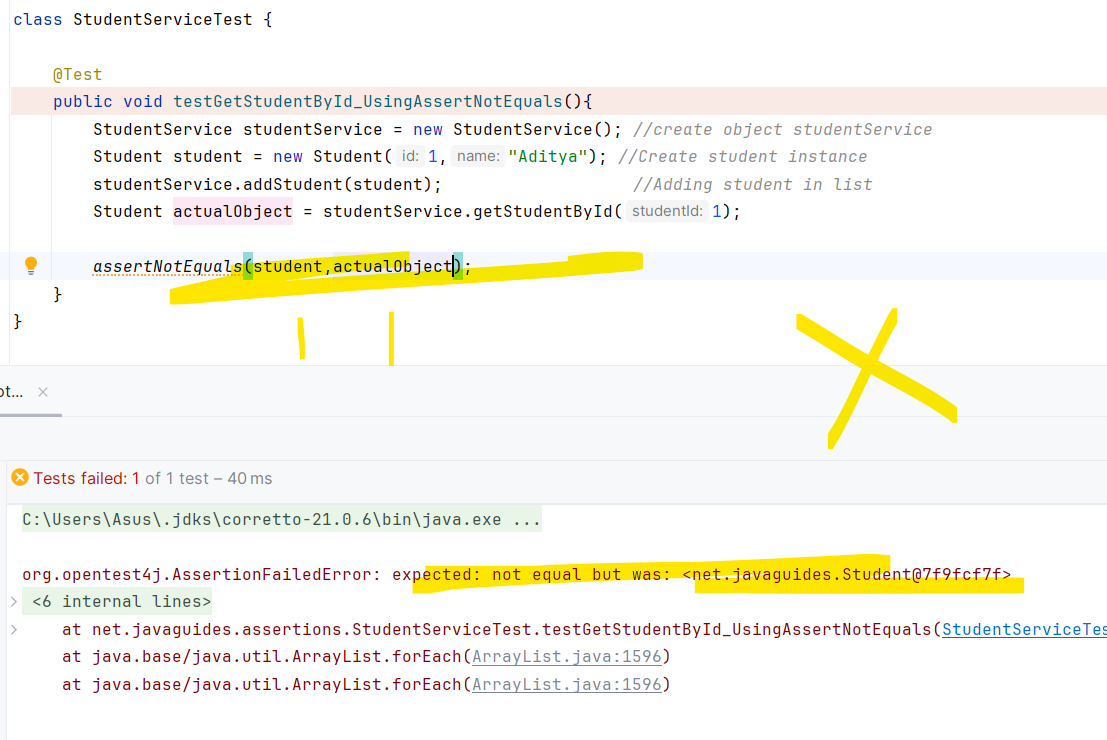 class StudentServiceTest {
@Test
public void testGetStudentById_UsingAssertNotEquals(){
StudentService studentService = new StudentService(); //create object studentService
Student student = new Student( id: 1, name: "Aditya"); //Create student instance
studentService.addStudent(student); //Adding student in list
Student actualObject = studentService.getStudentById( studentId: 1);
assertNotEquals(student,actualObject);
}
}
ot... ×
Tests failed: 1 of 1 test – 40 ms
C:\Users\Asus\.jdks\corretto-21.0.6\bin\java.exe ...
org.opentest4j.AssertionFailedError: expected: not equal but was: <net.javaguides.Student@7f9fcf7f>
<6 internal lines>
at net.javaguides.assertions.StudentServiceTest.testGetStudentById_UsingAssertNotEquals(StudentServiceTes
at java.base/java.util.ArrayList.forEach(ArrayList.java:1596)
at java.base/java.util.ArrayList.forEach(ArrayList.java:1596)